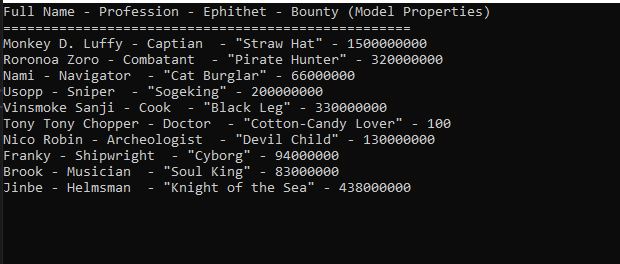 Full Name - Profession - Ephithet - Bounty (Model Properties)
===================================================
Monkey D. Luffy - Captian  - "Straw Hat" - 1500000000
Roronoa Zoro - Combatant  - "Pirate Hunter" - 320000000
Nami - Navigator  - "Cat Burglar" - 66000000
Usopp - Sniper  - "Sogeking" - 200000000
Vinsmoke Sanji - Cook  - "Black Leg" - 330000000
Tony Tony Chopper - Doctor  - "Cotton-Candy Lover" - 100
Nico Robin - Archeologist  - "Devil Child" - 130000000
Franky - Shipwright  - "Cyborg" - 94000000
Brook - Musician  - "Soul King" - 83000000
Jinbe - Helmsman  - "Knight of the Sea" - 438000000